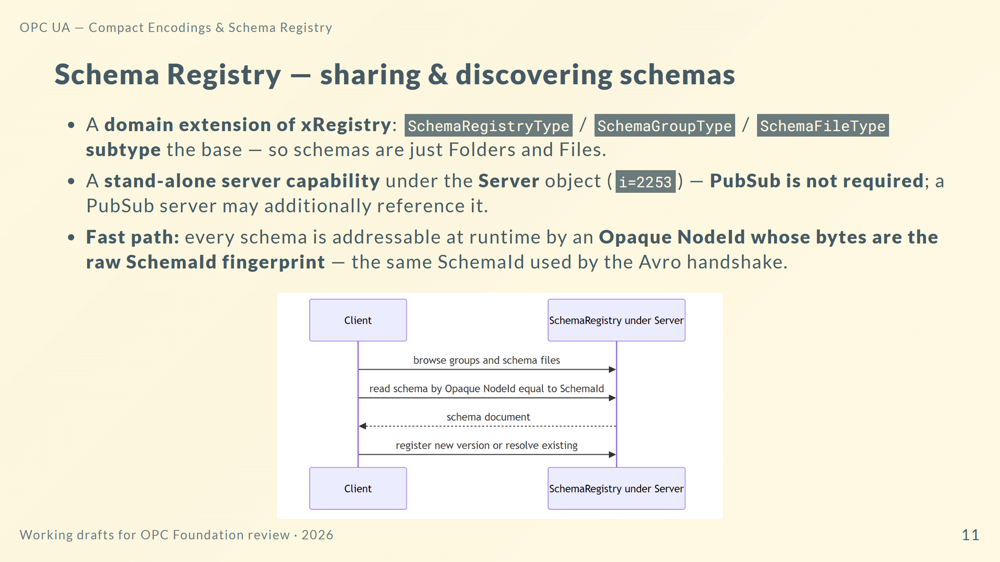 OPC UA — Compact Encodings & Schema Registry
Schema Registry — sharing & discovering schemas
• A domain extension of xRegistry: SchemaRegistryType / SchemaGroupType / SchemaFileType
subtype the base — so schemas are just Folders and Files.
• A stand-alone server capability under the Server object (i=2253) — PubSub is not required; a
PubSub server may additionally reference it.
• Fast path: every schema is addressable at runtime by an Opaque NodeId whose bytes are the
raw SchemaId fingerprint — the same SchemaId used by the Avro handshake.
Client
SchemaRegistry under Server
browse groups and schema files
read schema by Opaque NodeId equal to SchemaId
schema document
register new version or resolve existing
Client
SchemaRegistry under Server
Working drafts for OPC Foundation review · 2026
11